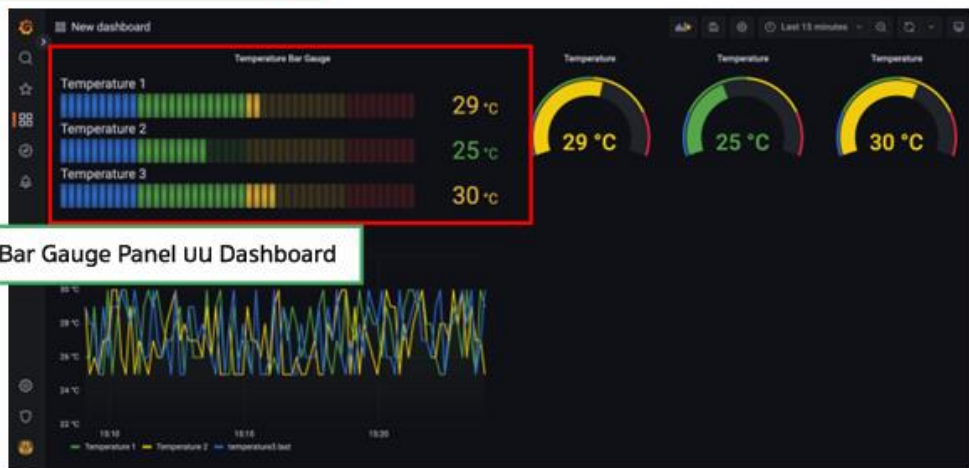 New dashboard
Last 15 minutes
Temperature Bar Gauge
Temperature 1
29 °C
Temperature 2
25 °C
Temperature 3
30 °C
Temperature
29 °C
Temperature
25 °C
Temperature
30 °C
Bar Gauge Panel บน Dashboard
30 °C
28 °C
26 °C
24 °C
22 °C
15:10
15:15
15:20
Temperature 1
Temperature 2
temperature3.last